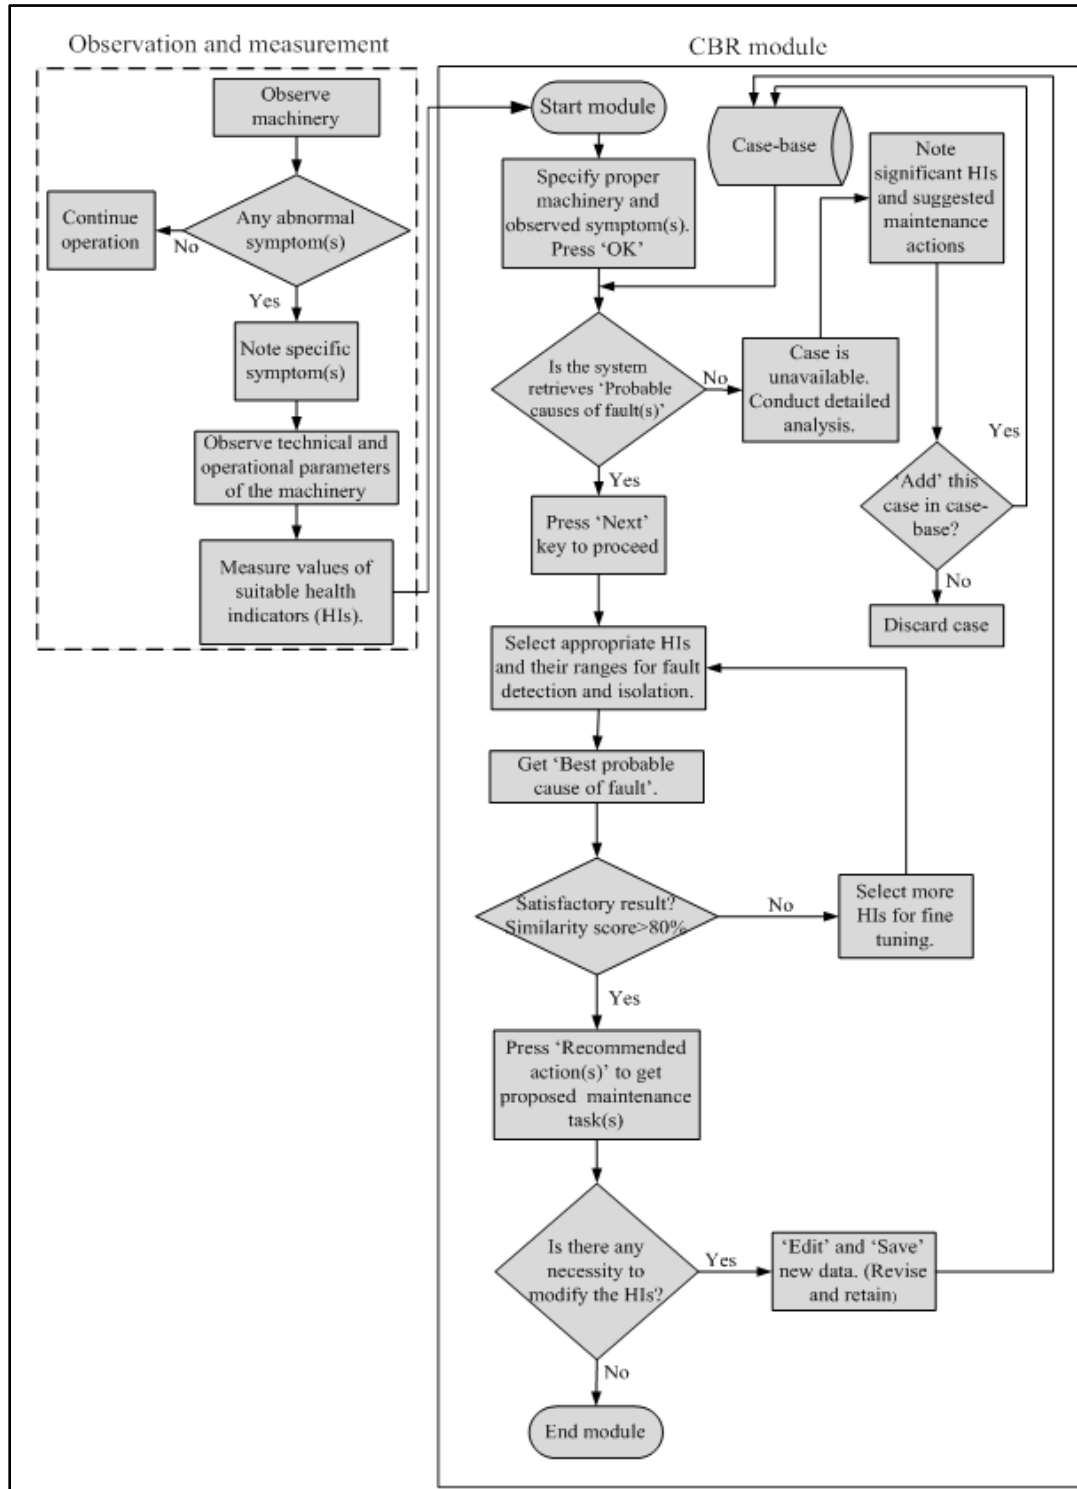 Observation and measurement
Observe
machinery
Any abnormal
symptom(s)
Continue
operation
No
Yes
Note specific
symptom(s)
Observe technical and
operational parameters
of the machinery
Measure values of
suitable health
indicators (HIs).
CBR module
Start module
Case-base
Specify proper
machinery and
observed symptom(s).
Press ‘OK’
Note
significant HIs
and suggested
maintenance
actions
Is the system
retrieves ‘Probable
causes of fault(s)’
No
Case is
unavailable.
Conduct detailed
analysis.
Yes
‘Add’ this
case in case-
base?
Yes
No
Discard case
Press ‘Next’
key to proceed
Select appropriate HIs
and their ranges for fault
detection and isolation.
Get ‘Best probable
cause of fault’.
Satisfactory result?
Similarity score>80%
No
Select more
HIs for fine
tuning.
Yes
Press ‘Recommended
action(s)’ to get
proposed maintenance
task(s)
Is there any
necessity to
modify the HIs?
Yes
‘Edit’ and ‘Save’
new data. (Revise
and retain)
No
End module